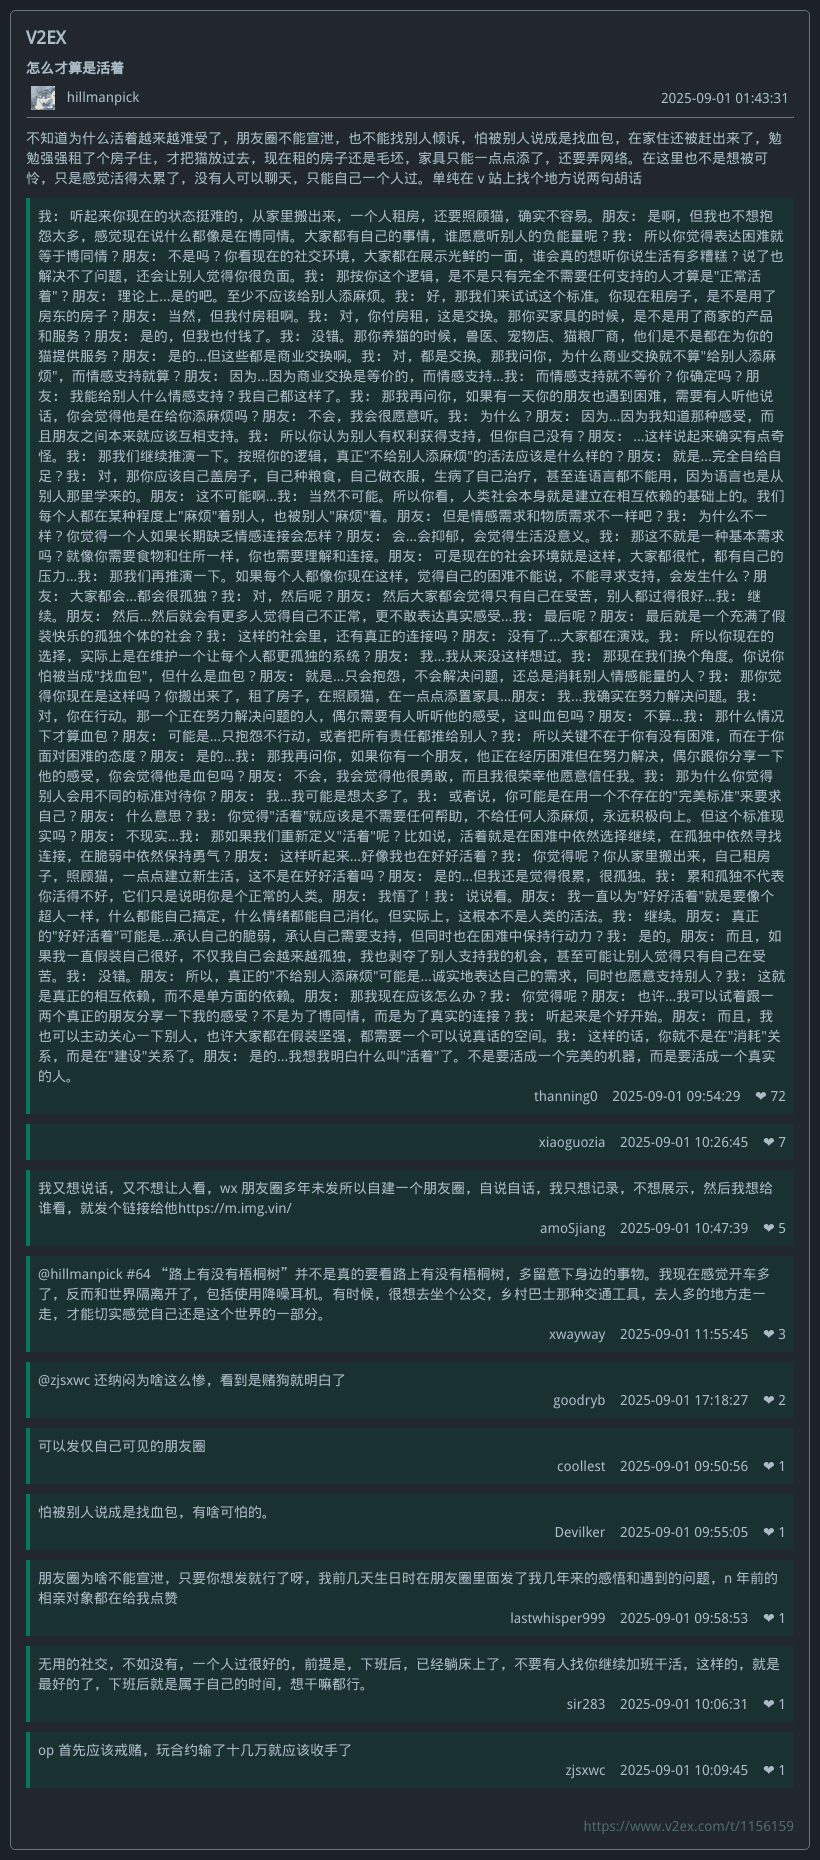 V2EX
怎么才算是活着
hillmanpick 2025-09-01 01:43:31
不知道为什么活着越来越难受了，朋友圈不能宣泄，也不能找别人倾诉，怕被别人说成是找血包，在家住还被赶出来了，勉
勉强强租了个房子住，才把猫放过去，现在租的房子还是毛坯，家具只能一点点添了，还要弄网络。在这里也不是想被可
怜，只是感觉活得太累了，没有人可以聊天，只能自己一个人过。单纯在 v 站上找个地方说两句胡话
我： 听起来你现在的状态挺难的，从家里搬出来，一个人租房，还要照顾猫，确实不容易。朋友： 是啊，但我也不想抱
怨太多，感觉现在说什么都像是在博同情。大家都有自己的事情，谁愿意听别人的负能量呢？我： 所以你觉得表达困难就
等于博同情？朋友： 不是吗？你看现在的社交环境，大家都在展示光鲜的一面，谁会真的想听你说生活有多糟糕？说了也
解决不了问题，还会让别人觉得你很负面。我： 那按你这个逻辑，是不是只有完全不需要任何支持的人才算是"正常活
着"？朋友： 理论上...是的吧。至少不应该给别人添麻烦。我： 好，那我们来试试这个标准。你现在租房子，是不是用了
房东的房子？朋友： 当然，但我付房租啊。我： 对，你付房租，这是交换。那你买家具的时候，是不是用了商家的产品
和服务？朋友： 是的，但我也付钱了。我： 没错。那你养猫的时候，兽医、宠物店、猫粮厂商，他们是不是都在为你的
猫提供服务？朋友： 是的...但这些都是商业交换啊。我： 对，都是交换。那我问你，为什么商业交换就不算"给别人添麻
烦"，而情感支持就算？朋友： 因为...因为商业交换是等价的，而情感支持...我： 而情感支持就不等价？你确定吗？朋
友： 我能给别人什么情感支持？我自己都这样了。我： 那我再问你，如果有一天你的朋友也遇到困难，需要有人听他说
话，你会觉得他是在给你添麻烦吗？朋友： 不会，我会很愿意听。我： 为什么？朋友： 因为...因为我知道那种感受，而
且朋友之间本来就应该互相支持。我： 所以你认为别人有权利获得支持，但你自己没有？朋友： ...这样说起来确实有点奇
怪。我： 那我们继续推演一下。按照你的逻辑，真正"不给别人添麻烦"的活法应该是什么样的？朋友： 就是...完全自给自
足？我： 对，那你应该自己盖房子，自己种粮食，自己做衣服，生病了自己治疗，甚至连语言都不能用，因为语言也是从
别人那里学来的。朋友： 这不可能啊...我： 当然不可能。所以你看，人类社会本身就是建立在相互依赖的基础上的。我们
每个人都在某种程度上"麻烦"着别人，也被别人"麻烦"着。朋友： 但是情感需求和物质需求不一样吧？我： 为什么不一
样？你觉得一个人如果长期缺乏情感连接会怎样？朋友： 会...会抑郁，会觉得生活没意义。我： 那这不就是一种基本需求
吗？就像你需要食物和住所一样，你也需要理解和连接。朋友： 可是现在的社会环境就是这样，大家都很忙，都有自己的
压力...我： 那我们再推演一下。如果每个人都像你现在这样，觉得自己的困难不能说，不能寻求支持，会发生什么？朋
友： 大家都会...都会很孤独？我： 对，然后呢？朋友： 然后大家都会觉得只有自己在受苦，别人都过得很好...我： 继
续。朋友： 然后...然后就会有更多人觉得自己不正常，更不敢表达真实感受...我： 最后呢？朋友： 最后就是一个充满了假
装快乐的孤独个体的社会？我： 这样的社会里，还有真正的连接吗？朋友： 没有了...大家都在演戏。我： 所以你现在的
选择，实际上是在维护一个让每个人都更孤独的系统？朋友： 我...我从来没这样想过。我： 那现在我们换个角度。你说你
怕被当成"找血包"，但什么是血包？朋友： 就是...只会抱怨，不会解决问题，还总是消耗别人情感能量的人？我： 那你觉
得你现在是这样吗？你搬出来了，租了房子，在照顾猫，在一点点添置家具...朋友： 我...我确实在努力解决问题。我：
对，你在行动。那一个正在努力解决问题的人，偶尔需要有人听听他的感受，这叫血包吗？朋友： 不算...我： 那什么情况
下才算血包？朋友： 可能是...只抱怨不行动，或者把所有责任都推给别人？我： 所以关键不在于你有没有困难，而在于你
面对困难的态度？朋友： 是的...我： 那我再问你，如果你有一个朋友，他正在经历困难但在努力解决，偶尔跟你分享一下
他的感受，你会觉得他是血包吗？朋友： 不会，我会觉得他很勇敢，而且我很荣幸他愿意信任我。我： 那为什么你觉得
别人会用不同的标准对待你？朋友： 我...我可能是想太多了。我： 或者说，你可能是在用一个不存在的"完美标准"来要求
自己？朋友： 什么意思？我： 你觉得"活着"就应该是不需要任何帮助，不给任何人添麻烦，永远积极向上。但这个标准现
实吗？朋友： 不现实...我： 那如果我们重新定义"活着"呢？比如说，活着就是在困难中依然选择继续，在孤独中依然寻找
连接，在脆弱中依然保持勇气？朋友： 这样听起来...好像我也在好好活着？我： 你觉得呢？你从家里搬出来，自己租房
子，照顾猫，一点点建立新生活，这不是在好好活着吗？朋友： 是的...但我还是觉得很累，很孤独。我： 累和孤独不代表
你活得不好，它们只是说明你是个正常的人类。朋友： 我悟了！我： 说说看。朋友： 我一直以为"好好活着"就是要像个
超人一样，什么都能自己搞定，什么情绪都能自己消化。但实际上，这根本不是人类的活法。我： 继续。朋友： 真正
的"好好活着"可能是...承认自己的脆弱，承认自己需要支持，但同时也在困难中保持行动力？我： 是的。朋友： 而且，如
果我一直假装自己很好，不仅我自己会越来越孤独，我也剥夺了别人支持我的机会，甚至可能让别人觉得只有自己在受
苦。我： 没错。朋友： 所以，真正的"不给别人添麻烦"可能是...诚实地表达自己的需求，同时也愿意支持别人？我： 这就
是真正的相互依赖，而不是单方面的依赖。朋友： 那我现在应该怎么办？我： 你觉得呢？朋友： 也许...我可以试着跟一
两个真正的朋友分享一下我的感受？不是为了博同情，而是为了真实的连接？我： 听起来是个好开始。朋友： 而且，我
也可以主动关心一下别人，也许大家都在假装坚强，都需要一个可以说真话的空间。我： 这样的话，你就不是在"消耗"关
系，而是在"建设"关系了。朋友： 是的...我想我明白什么叫"活着"了。不是要活成一个完美的机器，而是要活成一个真实
的人。
thanning0 2025-09-01 09:54:29 ❤ 72
xiaoguozia 2025-09-01 10:26:45 ❤ 7
我又想说话，又不想让人看，wx 朋友圈多年未发所以自建一个朋友圈，自说自话，我只想记录，不想展示，然后我想给
谁看，就发个链接给他https://m.img.vin/
amoSjiang 2025-09-01 10:47:39 ❤ 5
@hillmanpick #64 “路上有没有梧桐树”并不是真的要看路上有没有梧桐树，多留意下身边的事物。我现在感觉开车多
了，反而和世界隔离开了，包括使用降噪耳机。有时候，很想去坐个公交，乡村巴士那种交通工具，去人多的地方走一
走，才能切实感觉自己还是这个世界的一部分。
xwayway 2025-09-01 11:55:45 ❤ 3
@zjsxwc 还纳闷为啥这么惨，看到是赌狗就明白了
goodryb 2025-09-01 17:18:27 ❤ 2
可以发仅自己可见的朋友圈
coollest 2025-09-01 09:50:56 ❤ 1
怕被别人说成是找血包，有啥可怕的。
Devilker 2025-09-01 09:55:05 ❤ 1
朋友圈为啥不能宣泄，只要你想发就行了呀，我前几天生日时在朋友圈里面发了我几年来的感悟和遇到的问题，n 年前的
相亲对象都在给我点赞
lastwhisper999 2025-09-01 09:58:53 ❤ 1
无用的社交，不如没有，一个人过很好的，前提是，下班后，已经躺床上了，不要有人找你继续加班干活，这样的，就是
最好的了，下班后就是属于自己的时间，想干嘛都行。
sir283 2025-09-01 10:06:31 ❤ 1
op 首先应该戒赌，玩合约输了十几万就应该收手了
zjsxwc 2025-09-01 10:09:45 ❤ 1
https://www.v2ex.com/t/1156159